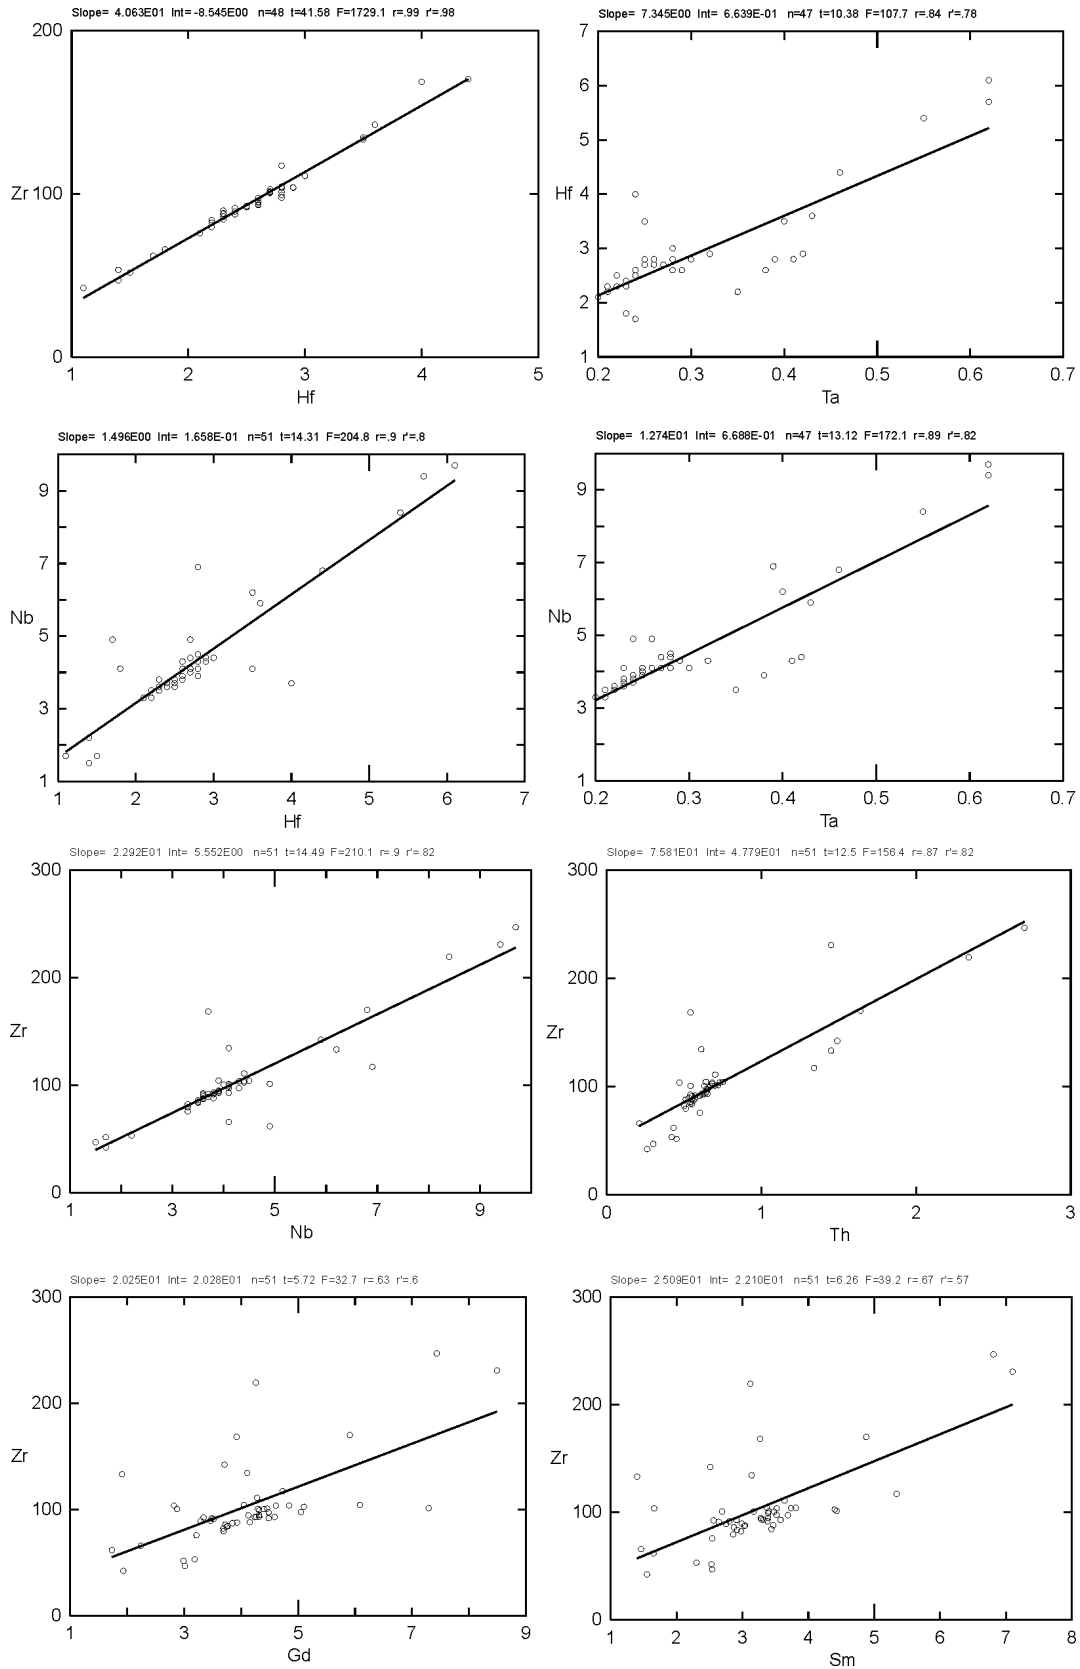 Slope= 4.063E01 Int= -8.545E00 n=48 t=41.58 F=1729.1 r=.99 r'=.98
200
Zr 100
0
1 2 3 4 5
Hf
Slope= 7.345E00 Int= 6.639E-01 n=47 t=10.38 F=107.7 r=.84 r'=.78
7
6
5
Hf 4
3
2
1
0.2 0.3 0.4 0.5 0.6 0.7
Ta
Slope= 1.496E00 Int= 1.658E-01 n=51 t=14.31 F=204.8 r=.9 r'=.8
9
7
Nb
5
3
1
1 2 3 4 5 6 7
Hf
Slope= 1.274E01 Int= 6.688E-01 n=47 t=13.12 F=172.1 r=.89 r'=.82
9
7
Nb
5
3
1
0.2 0.3 0.4 0.5 0.6 0.7
Ta
Slope= 2.292E01 Int= 5.552E00 n=51 t=14.49 F=210.1 r=.9 r'=.82
300
200
Zr
100
0
1 3 5 7 9
Nb
Slope= 7.581E01 Int= 4.779E01 n=51 t=12.5 F=156.4 r=.87 r'=.82
300
200
Zr
100
0
0 1 2 3
Th
Slope= 2.025E01 Int= 2.028E01 n=51 t=5.72 F=32.7 r=.63 r'=.6
300
200
Zr
100
0
1 3 5 7 9
Gd
Slope= 2.509E01 Int= 2.210E01 n=51 t=6.26 F=39.2 r=.67 r'=.57
300
200
Zr
100
0
1 2 3 4 5 6 7 8
Sm